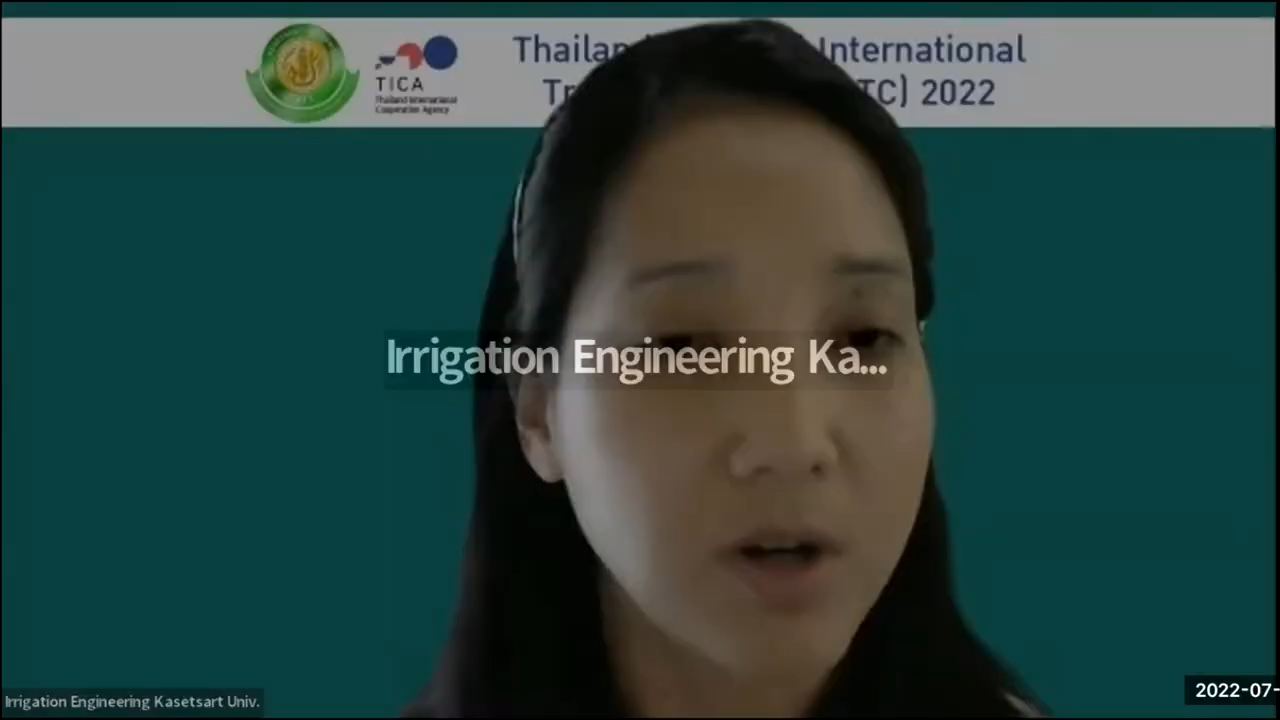 Thailan International
TICA
Thailand International
Cooperation Agency
Tr TC) 2022
Irrigation Engineering Ka...
Irrigation Engineering Kasetsart Univ.
2022-07-